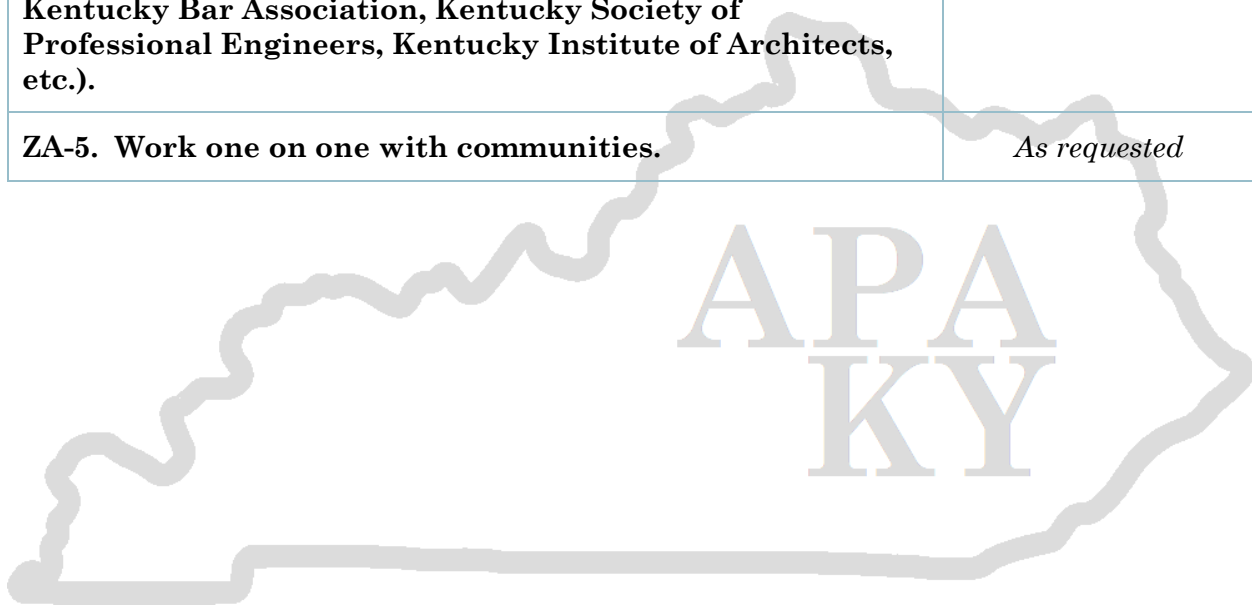 Kentucky Bar Association, Kentucky Society of
Professional Engineers, Kentucky Institute of Architects,
etc.).
ZA-5. Work one on one with communities.
As requested
APA
KY